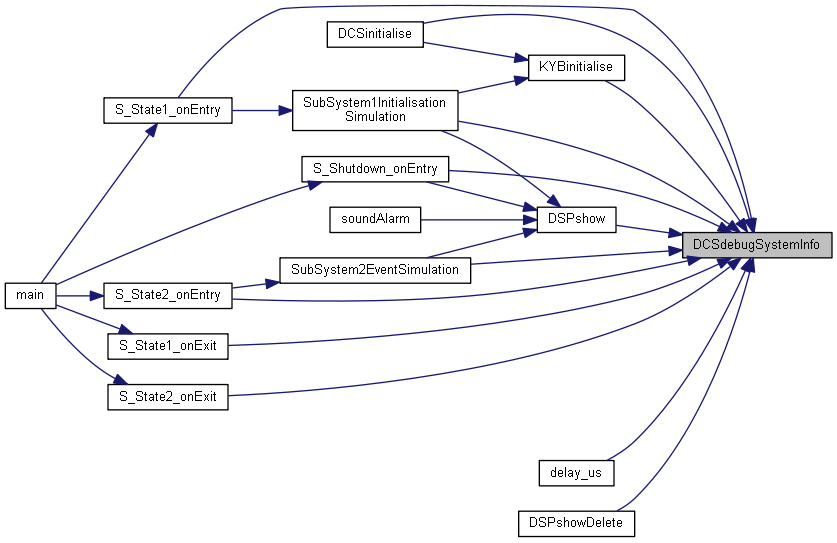 DCSinitialise
KYBinitialise
S_State1_onEntry
SubSystem1Initialisation
Simulation
S_Shutdown_onEntry
soundAlarm
DSPshow
DCSdebugSystemInfo
SubSystem2EventSimulation
main
S_State2_onEntry
S_State1_onExit
S_State2_onExit
delay_us
DSPshowDelete